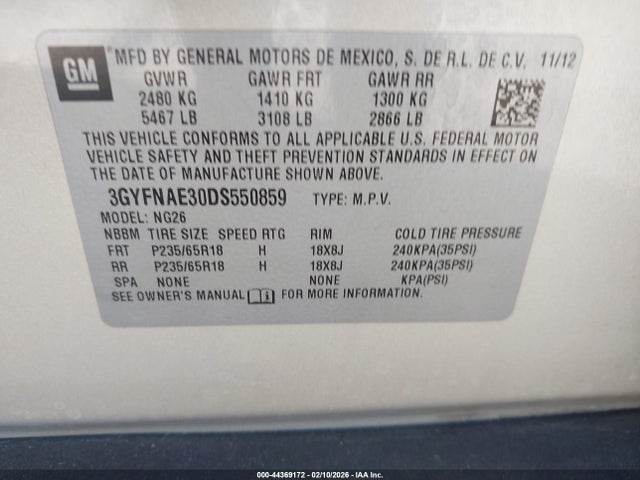 GM
MFD BY GENERAL MOTORS DE MEXICO, S. DE R.L. DE C.V. 11/12
GVWR GAWR FRT GAWR RR
2480 KG 1410 KG 1300 KG
5467 LB 3108 LB 2866 LB
THIS VEHICLE CONFORMS TO ALL APPLICABLE U.S. FEDERAL MOTOR
VEHICLE SAFETY AND THEFT PREVENTION STANDARDS IN EFFECT ON
THE DATE OF MANUFACTURE SHOWN ABOVE.
3GYFNAE30DS550859 TYPE: M.P.V.
MODEL: NG26
NBBM TIRE SIZE SPEED RTG RIM COLD TIRE PRESSURE
FRT P235/65R18 H 18X8J 240KPA(35PSI)
RR P235/65R18 H 18X8J 240KPA(35PSI)
SPA NONE NONE KPA(PSI)
SEE OWNER'S MANUAL FOR MORE INFORMATION.
000-44369172 | 02/10/2026 - IAA Inc.